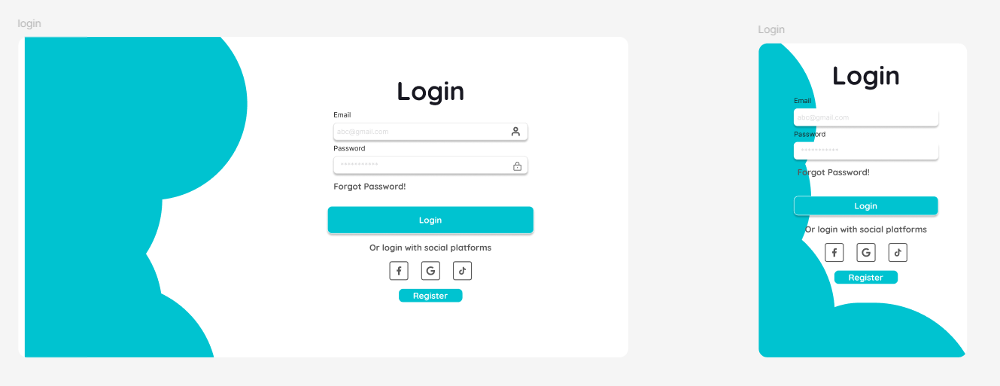 login
Login
Email
abc@gmail.com
Password
***********
Forgot Password!
Login
Or login with social platforms
f G
Register
Login
Login
Email
abc@gmail.com
Password
***********
Forgot Password!
Login
Or login with social platforms
f G
Register